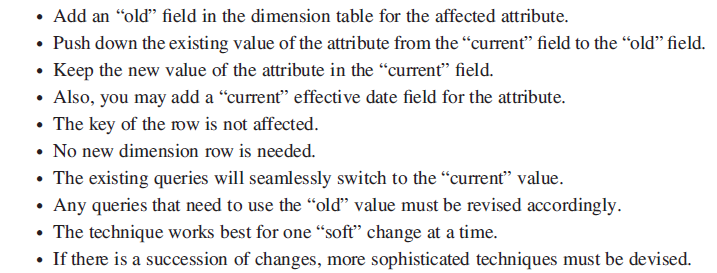 • Add an “old” field in the dimension table for the affected attribute.
• Push down the existing value of the attribute from the “current” field to the “old” field.
• Keep the new value of the attribute in the “current” field.
• Also, you may add a “current” effective date field for the attribute.
• The key of the row is not affected.
• No new dimension row is needed.
• The existing queries will seamlessly switch to the “current” value.
• Any queries that need to use the “old” value must be revised accordingly.
• The technique works best for one “soft” change at a time.
• If there is a succession of changes, more sophisticated techniques must be devised.